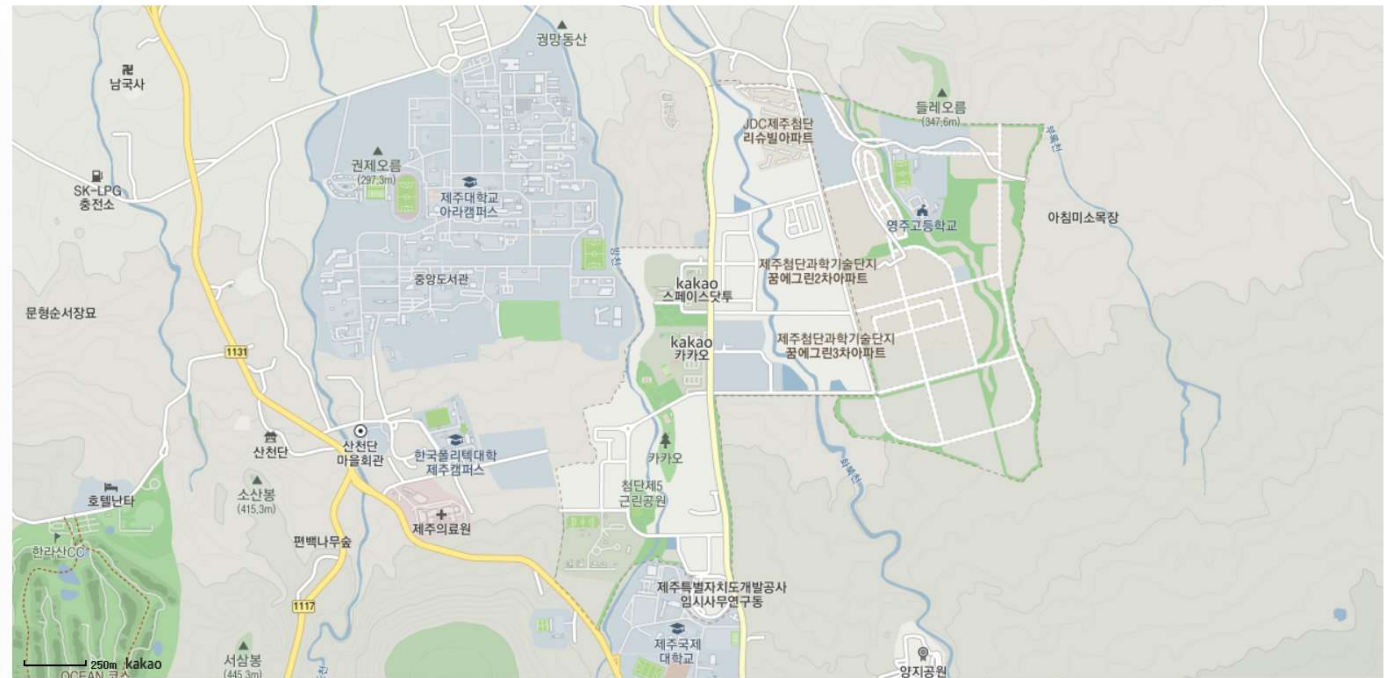 궝망동산
남국사
들레오름
(347.6m)
JDC제주첨단
리슈빌아파트
권제오름
(297.3m)
SK-LPG
충전소
제주대학교
아라캠퍼스
영주고등학교
아침미소목장
방천
중앙도서관
제주첨단과학기술단지
꿈에그린2차아파트
kakao
스페이스닷투
문형순서장묘
kakao
카카오
제주첨단과학기술단지
꿈에그린3차아파트
1131
산천단
산천단
마을회관
한국폴리텍대학
제주캠퍼스
카카오
화북천
호텔난타
소산봉
(415.3m)
첨단제5
근린공원
제주의료원
한라산CC
편백나무숲
제주특별자치도개발공사
임시사무연구동
1117
제주국제
대학교
서삼봉
(445.3m)
양지공원
250m kakao
OCEAN 코스